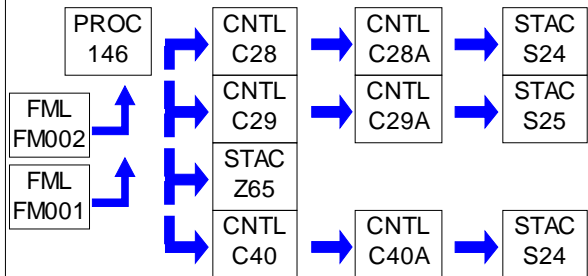 PROC
146
CNTL
C28
CNTL
C28A
STAC
S24
FML
FM002
CNTL
C29
CNTL
C29A
STAC
S25
FML
FM001
STAC
Z65
CNTL
C40
CNTL
C40A
STAC
S24